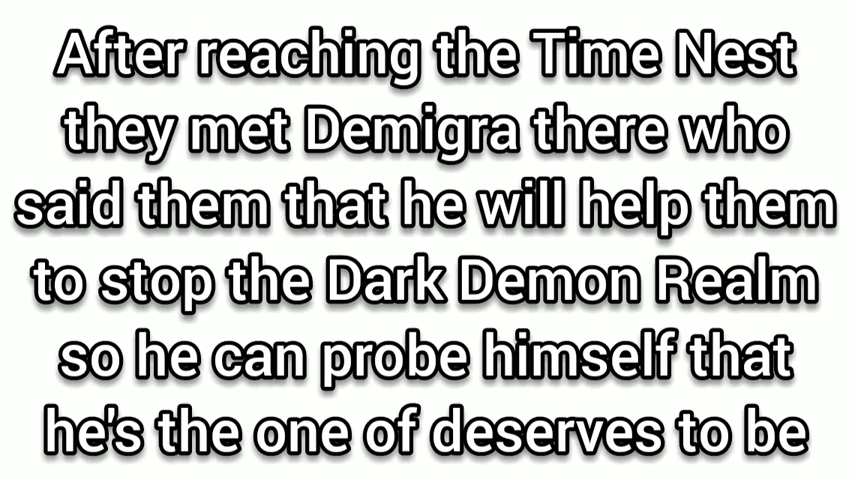 After reaching the Time Nest
they met Demigra there who
said them that he will help them
to stop the Dark Demon Realm
so he can probe himself that
he's the one of deserves to be